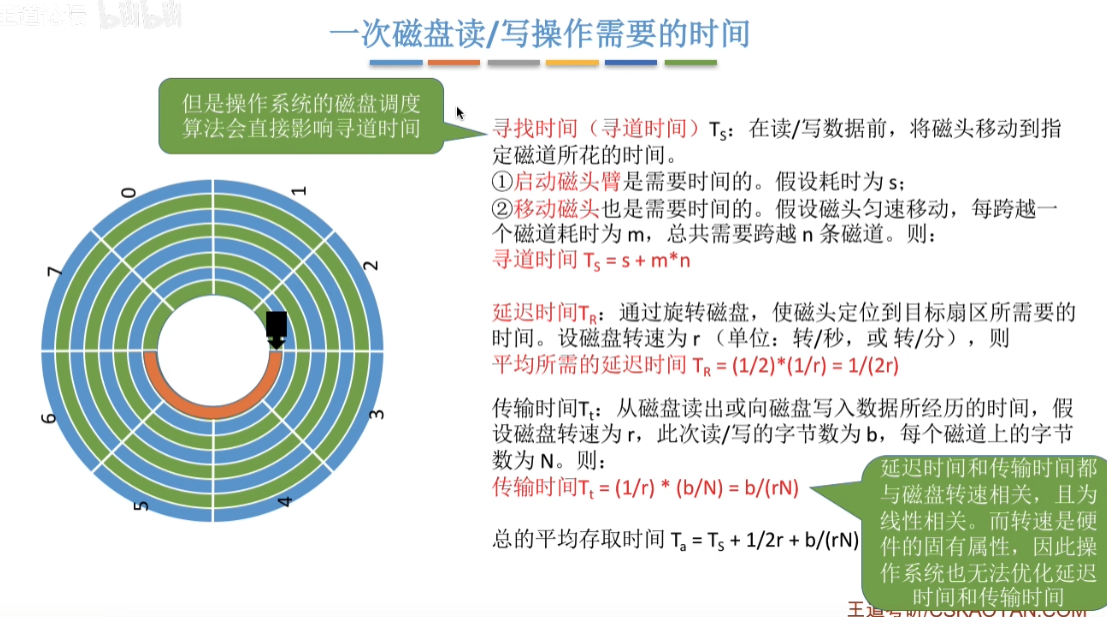 bilibili
一次磁盘读/写操作需要的时间
但是操作系统的磁盘调度
算法会直接影响寻道时间
寻找时间（寻道时间）TS：在读/写数据前，将磁头移动到指
定磁道所花的时间。
①启动磁头臂是需要时间的。假设耗时为 s；
②移动磁头也是需要时间的。假设磁头匀速移动，每跨越一
个磁道耗时为 m，总共需要跨越 n 条磁道。则：
寻道时间 TS = s + m*n
延迟时间TR：通过旋转磁盘，使磁头定位到目标扇区所需要的
时间。设磁盘转速为 r （单位：转/秒，或 转/分），则
平均所需的延迟时间 TR = (1/2)*(1/r) = 1/(2r)
传输时间Tt：从磁盘读出或向磁盘写入数据所经历的时间，假
设磁盘转速为 r，此次读/写的字节数为 b，每个磁道上的字节
数为 N。则：
传输时间Tt = (1/r) * (b/N) = b/(rN)
总的平均存取时间 Ta = TS + 1/2r + b/(rN)
延迟时间和传输时间都
与磁盘转速相关，且为
线性相关。而转速是硬
件的固有属性，因此操
作系统也无法优化延迟
时间和传输时间
0
1
2
3
4
5
6
7
王道考研/CSKAOYAN.COM